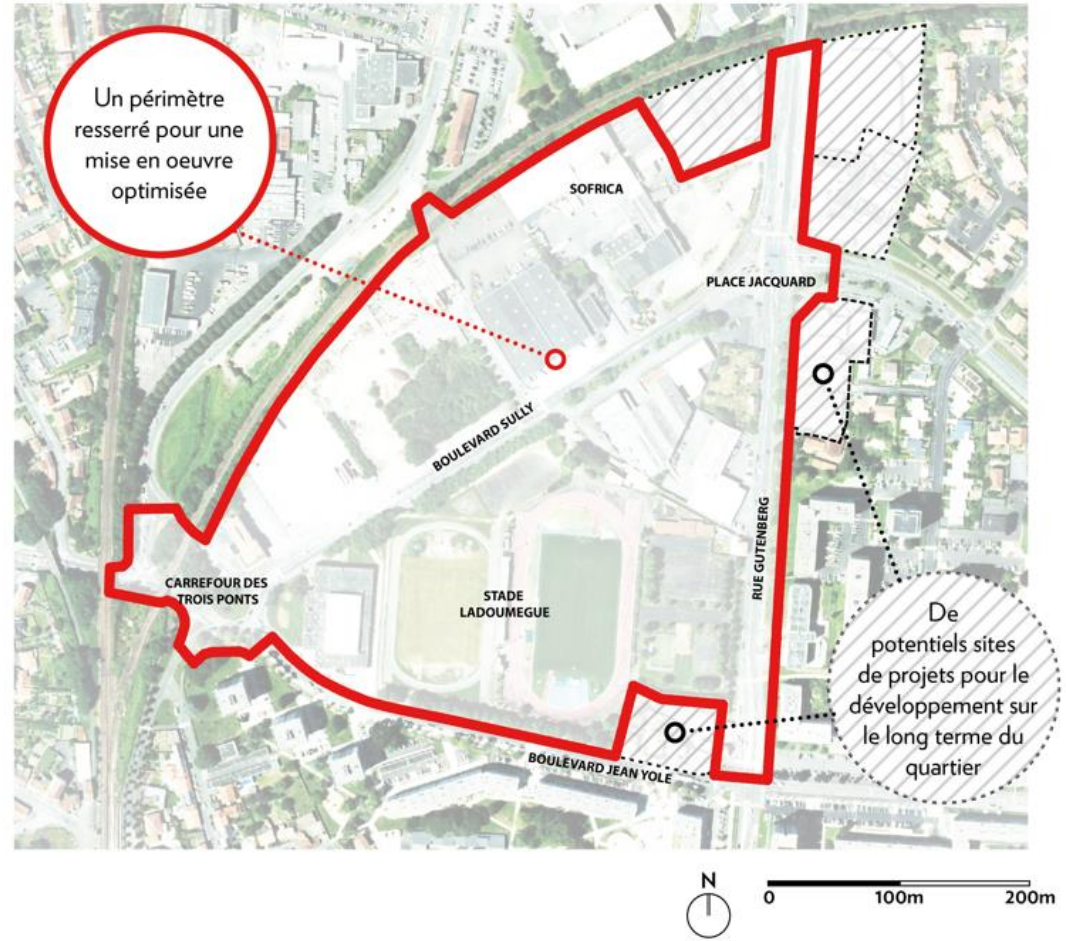 Un périmètre
resserré pour une
mise en oeuvre
optimisée
SOFRICA
PLACE JACQUARD
BOULEVARD SULLY
RUE GUTENBERG
CARREFOUR DES
TROIS PONTS
STADE
LADOUMEGUE
De
potentiels sites
de projets pour le
développement sur
le long terme du
quartier
BOULEVARD JEAN YOLE
N
0 100m 200m